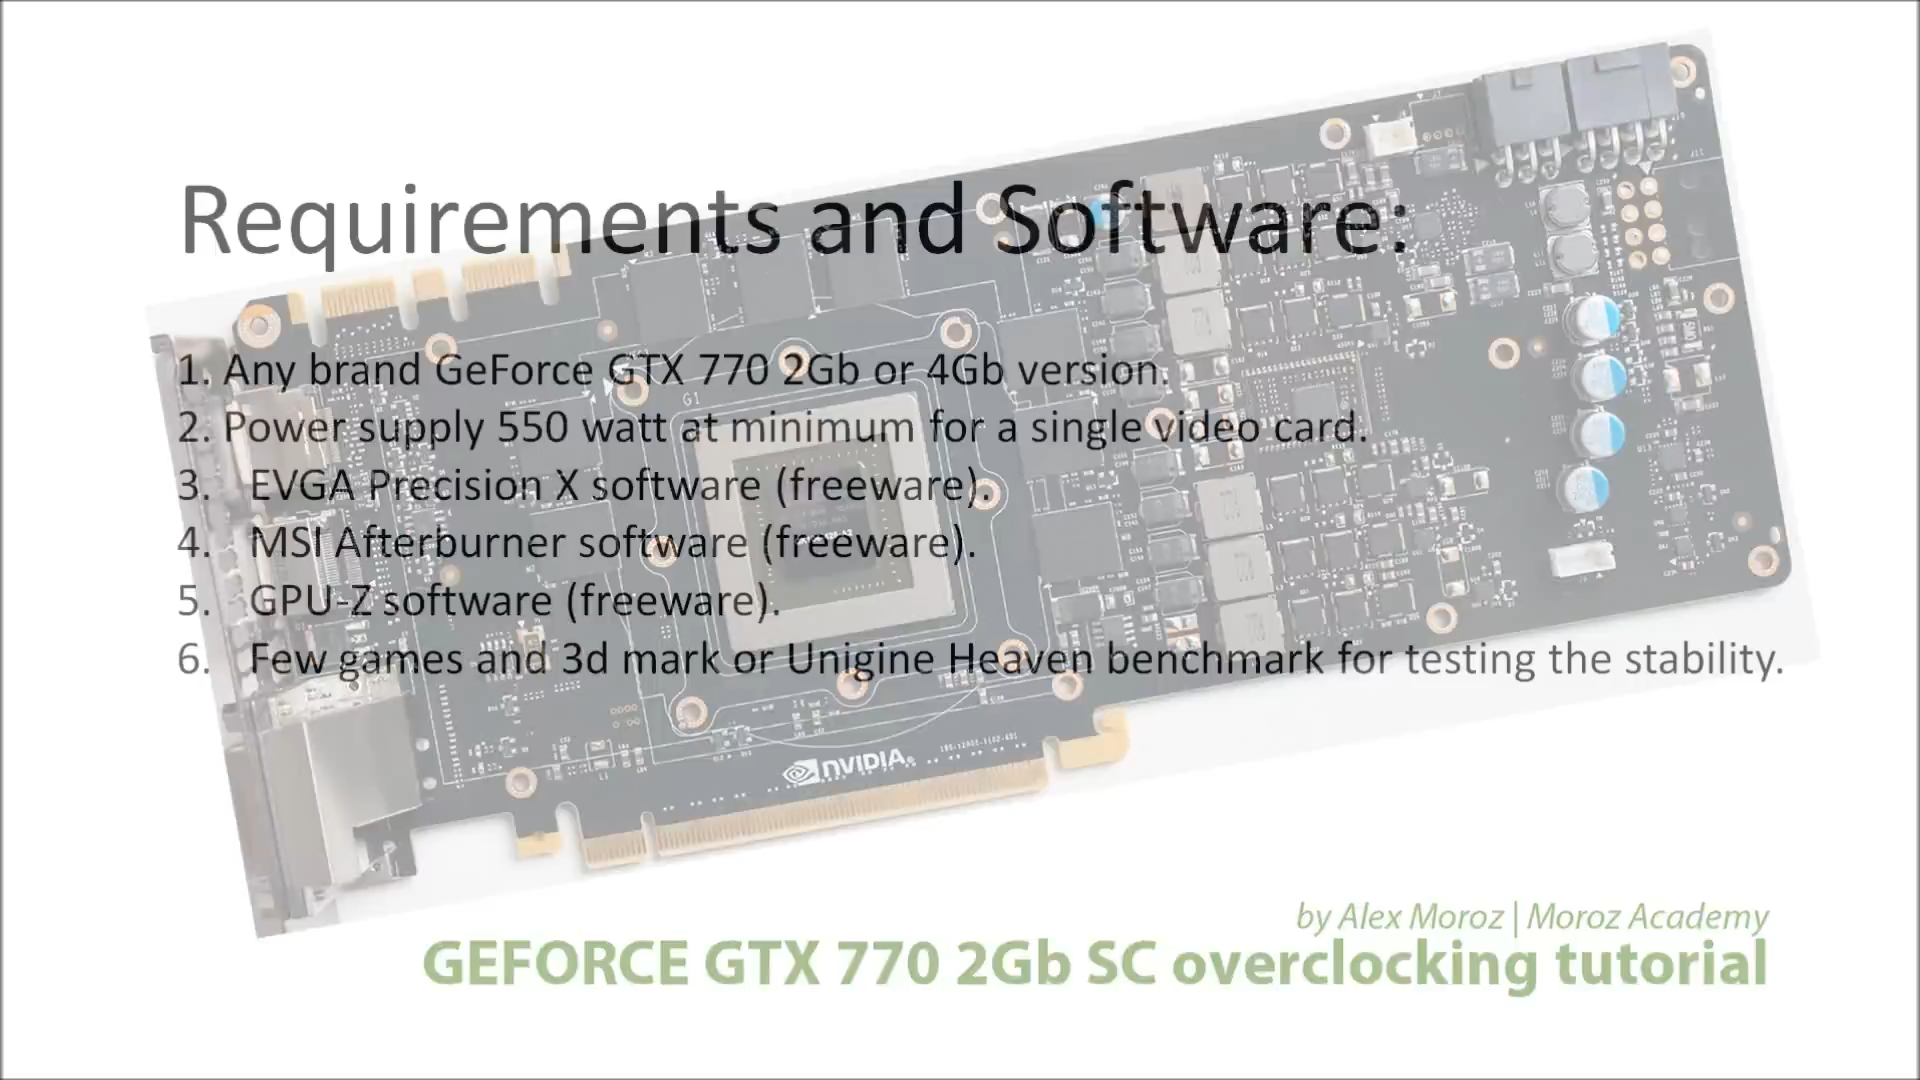 Requirements and Software:
1. Any brand GeForce GTX 770 2Gb or 4Gb version.
2. Power supply 550 watt at minimum for a single video card.
3. EVGA Precision X software (freeware).
4. MSI Afterburner software (freeware).
5. GPU-Z software (freeware).
6. Few games and 3d mark or Unigine Heaven benchmark for testing the stability.
G1
NVIDIA
by Alex Moroz | Moroz Academy
GEFORCE GTX 770 2Gb SC overclocking tutorial